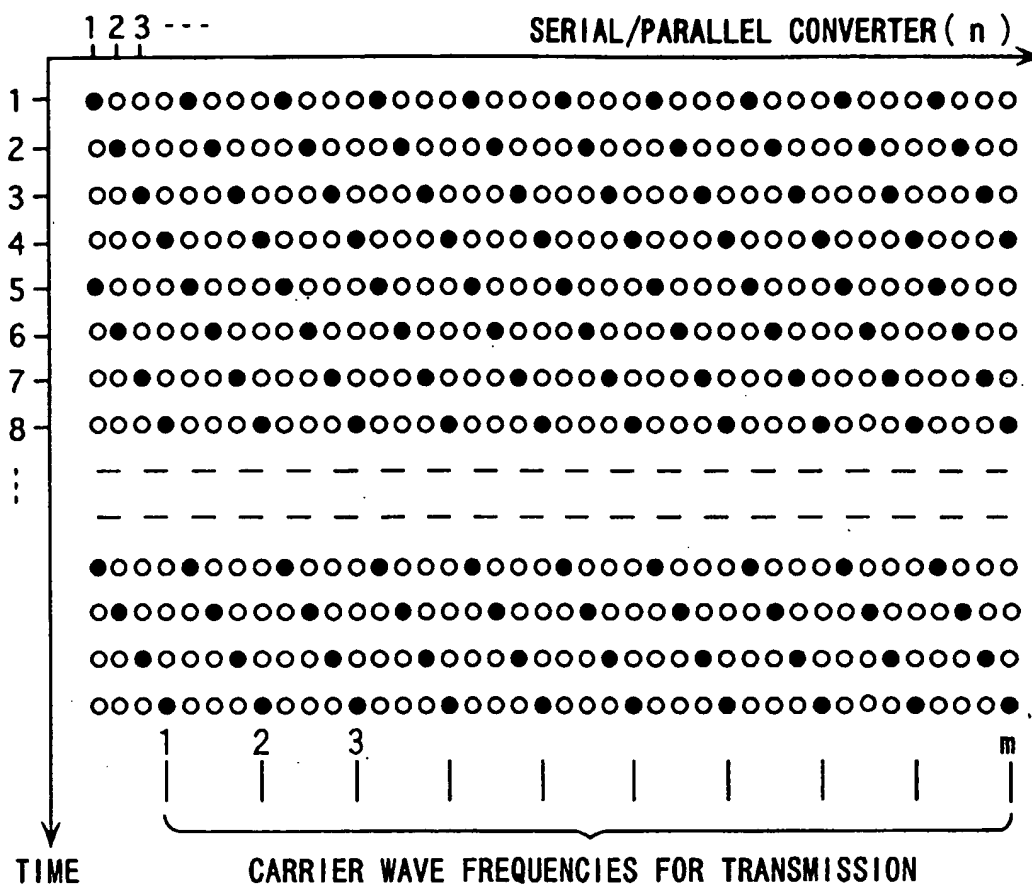 1 2 3 ---
SERIAL/PARALLEL CONVERTER ( n )
1
2
3
4
5
6
7
8
1 2 3 m
TIME
CARRIER WAVE FREQUENCIES FOR TRANSMISSION